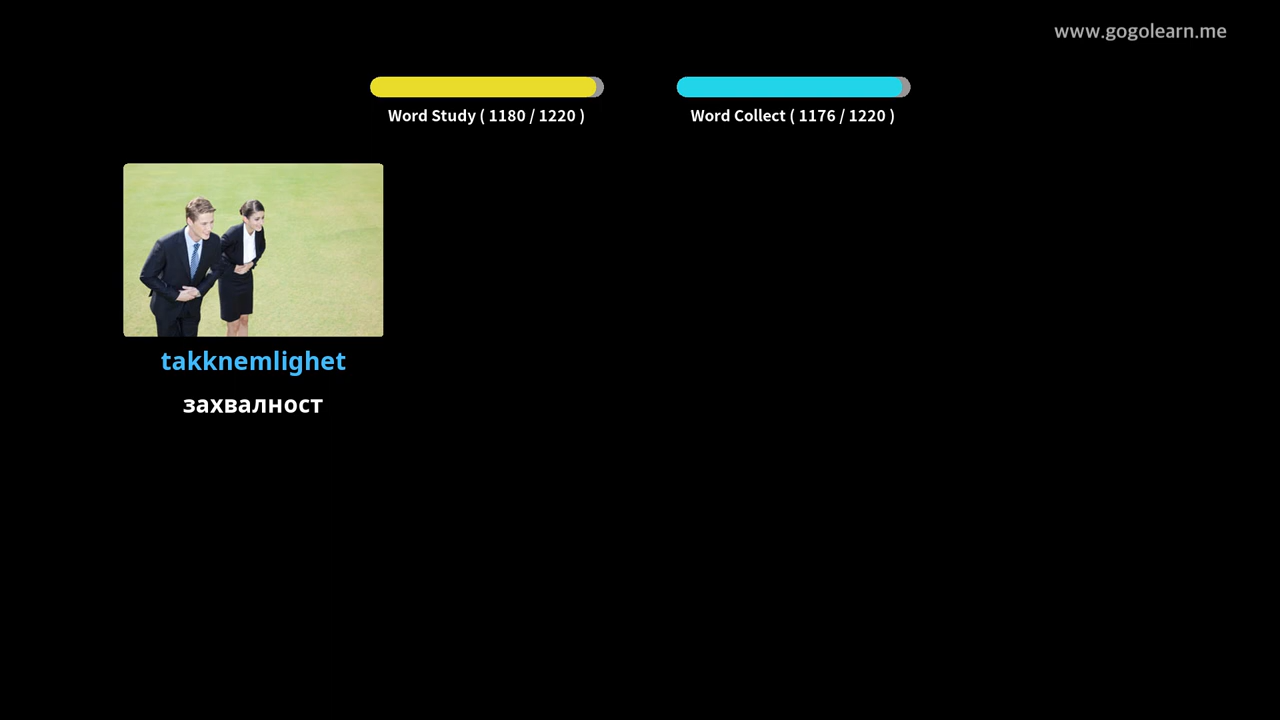 www.gogolearn.me
Word Study ( 1180 / 1220 )
Word Collect ( 1176 / 1220 )
takknemlighet
захвалност